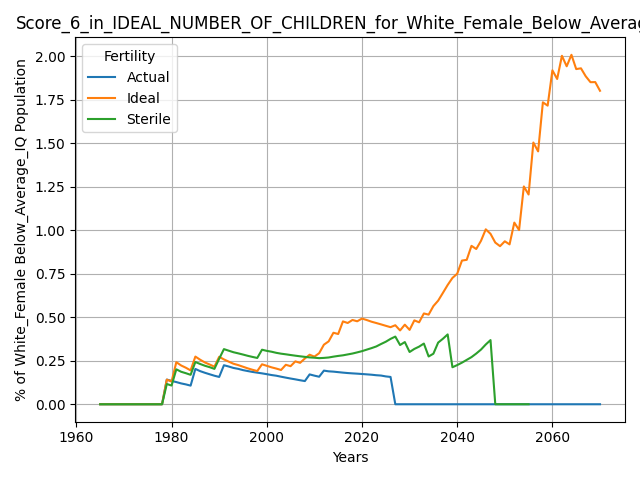 Score_6_in_IDEAL_NUMBER_OF_CHILDREN_for_White_Female_Below_Averag
Fertility
Actual
Ideal
Sterile
% of White_Female Below_Average_IQ Population
2.00
1.75
1.50
1.25
1.00
0.75
0.50
0.25
0.00
1960
1980
2000
2020
2040
2060
Years